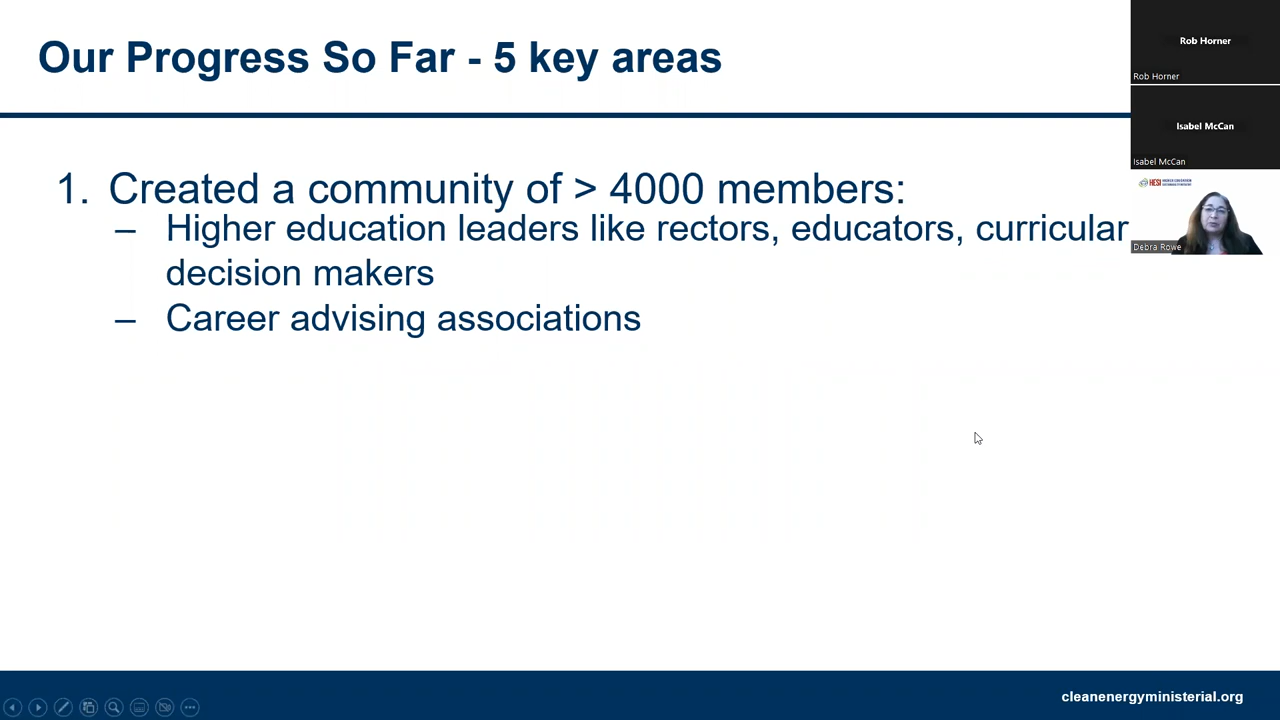 Our Progress So Far - 5 key areas
1. Created a community of > 4000 members:
– Higher education leaders like rectors, educators, curricular
decision makers
– Career advising associations
Rob Horner
Rob Horner
Isabel McCan
Isabel McCan
HESI
Debra Rowe
cleanenergyministerial.org